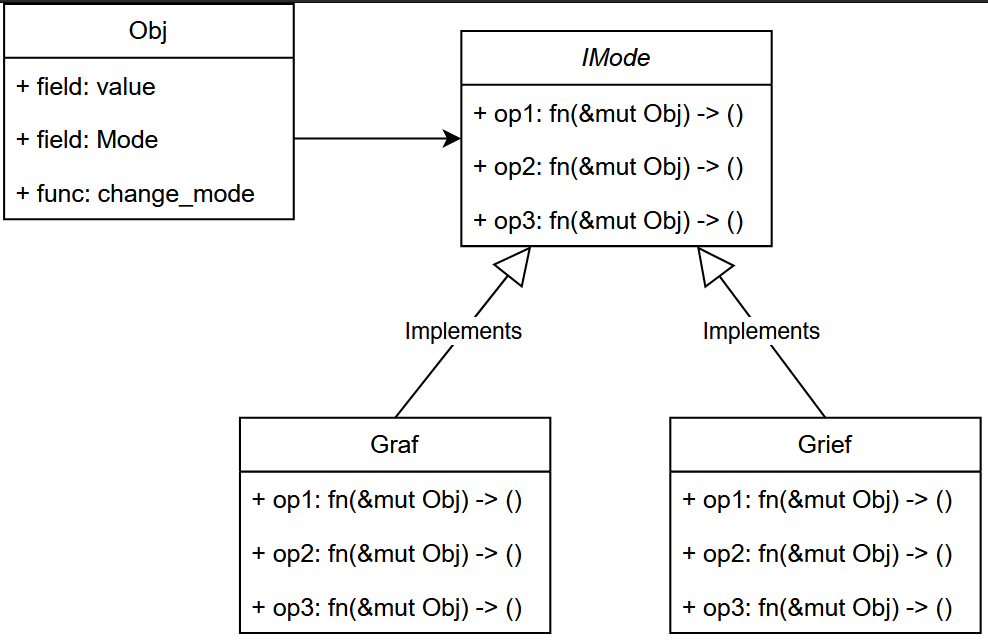 Obj
+ field: value
+ field: Mode
+ func: change_mode
IMode
+ op1: fn(&mut Obj) -> ()
+ op2: fn(&mut Obj) -> ()
+ op3: fn(&mut Obj) -> ()
Implements
Implements
Graf
+ op1: fn(&mut Obj) -> ()
+ op2: fn(&mut Obj) -> ()
+ op3: fn(&mut Obj) -> ()
Grief
+ op1: fn(&mut Obj) -> ()
+ op2: fn(&mut Obj) -> ()
+ op3: fn(&mut Obj) -> ()